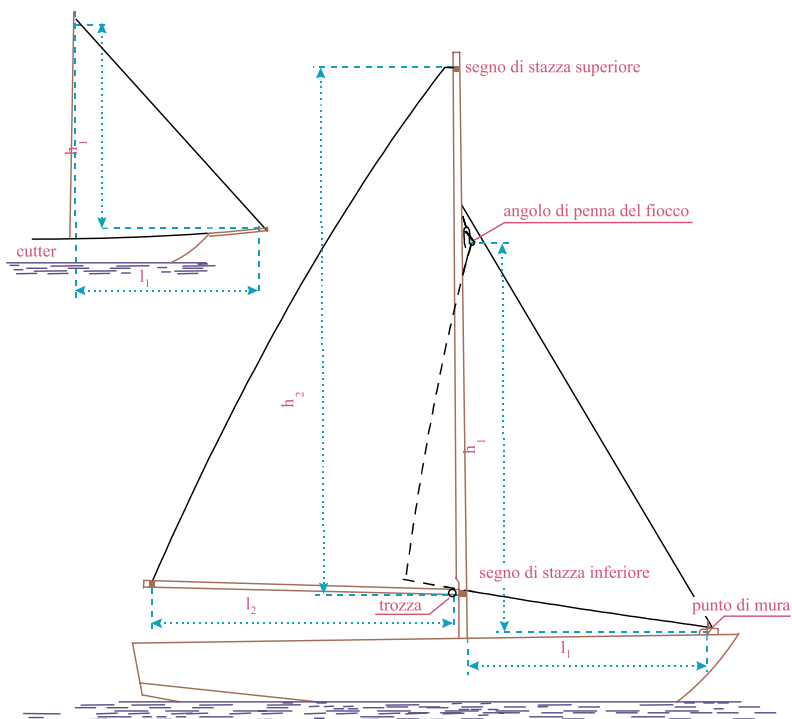 segno di stazza superiore
h1
angolo di penna del fiocco
cutter
l1
h2
h1
segno di stazza inferiore
l2
trozza
punto di mura
l1